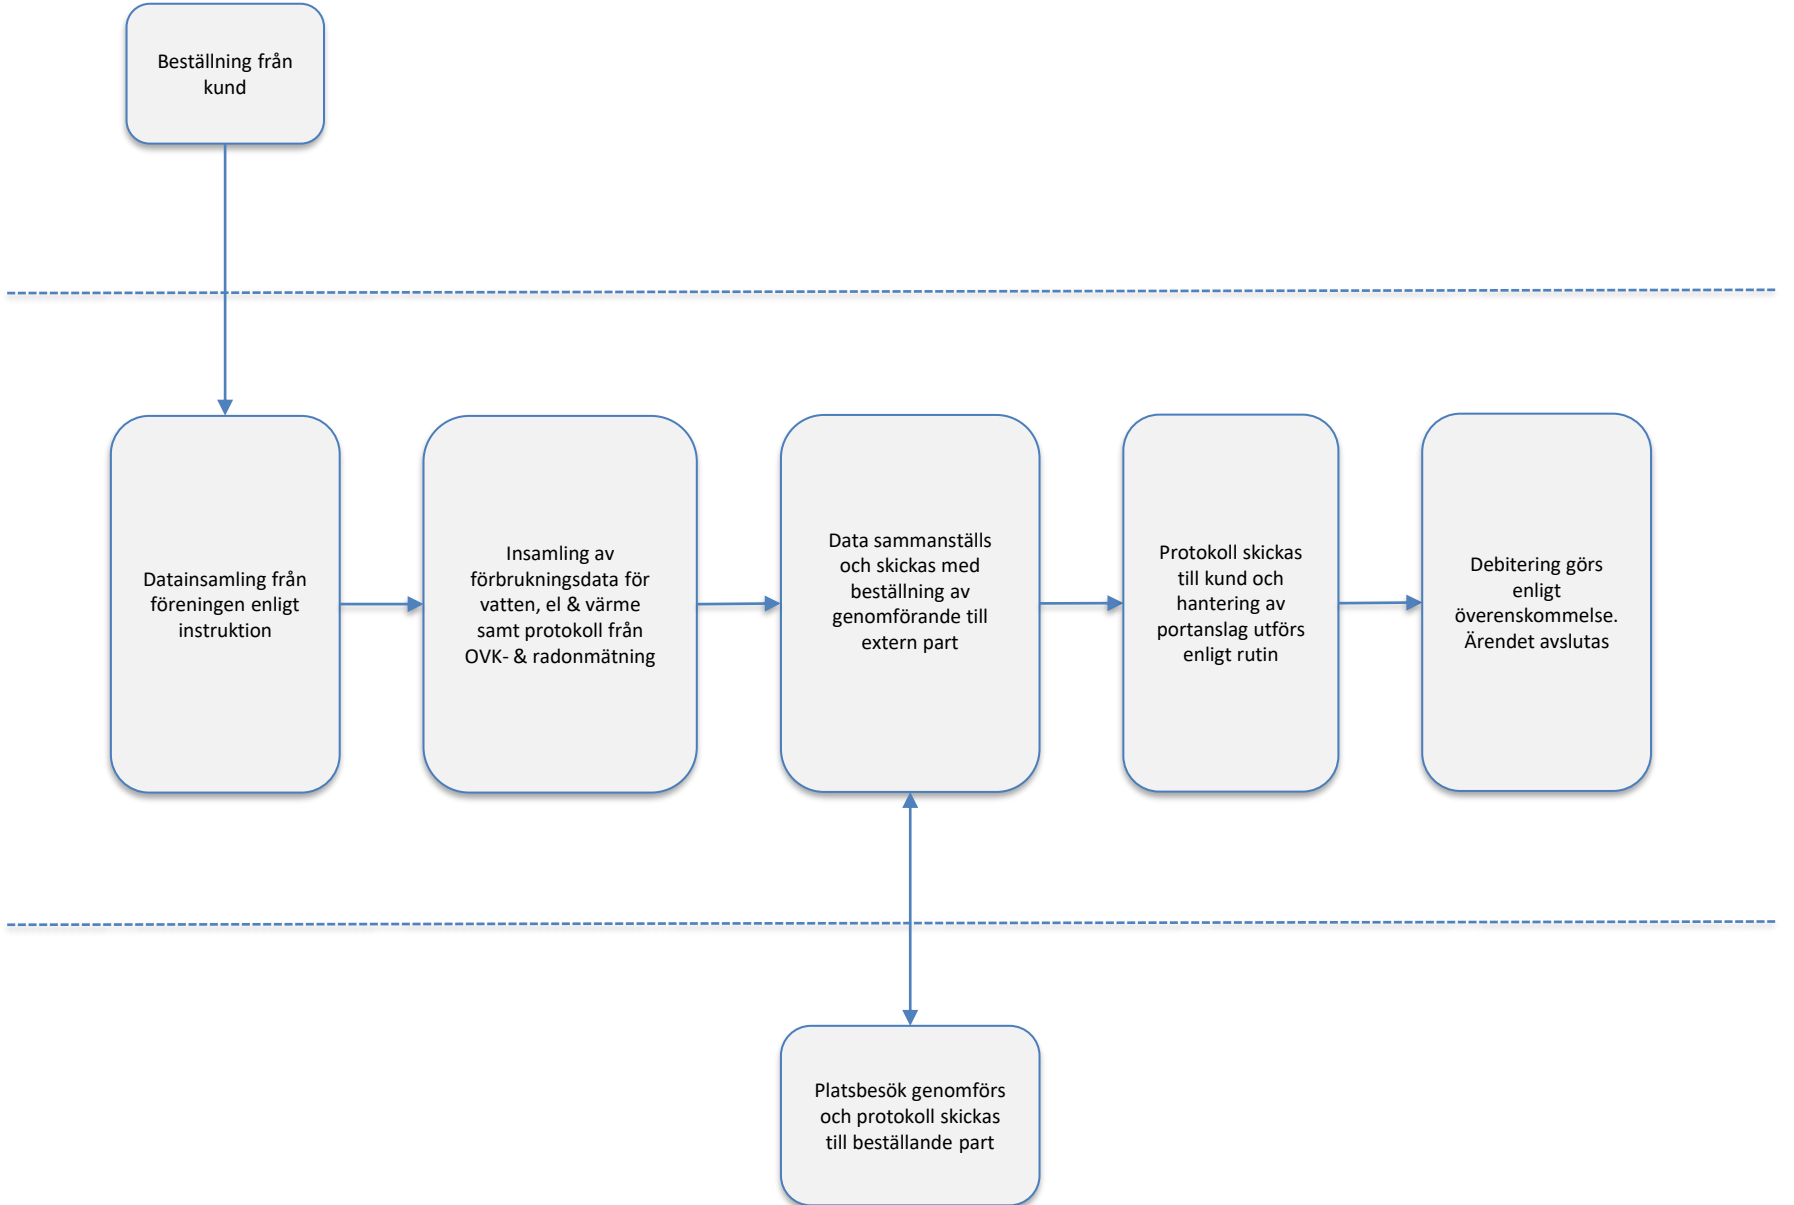 Beställning från
kund
Datainsamling från
föreningen enligt
instruktion
Insamling av
förbrukningsdata för
vatten, el & värme
samt protokoll från
OVK- & radonmätning
Data sammanställs
och skickas med
beställning av
genomförande till
extern part
Protokoll skickas
till kund och
hantering av
portanslag utförs
enligt rutin
Debitering görs
enligt
överenskommelse.
Ärendet avslutas
Platsbesök genomförs
och protokoll skickas
till beställande part